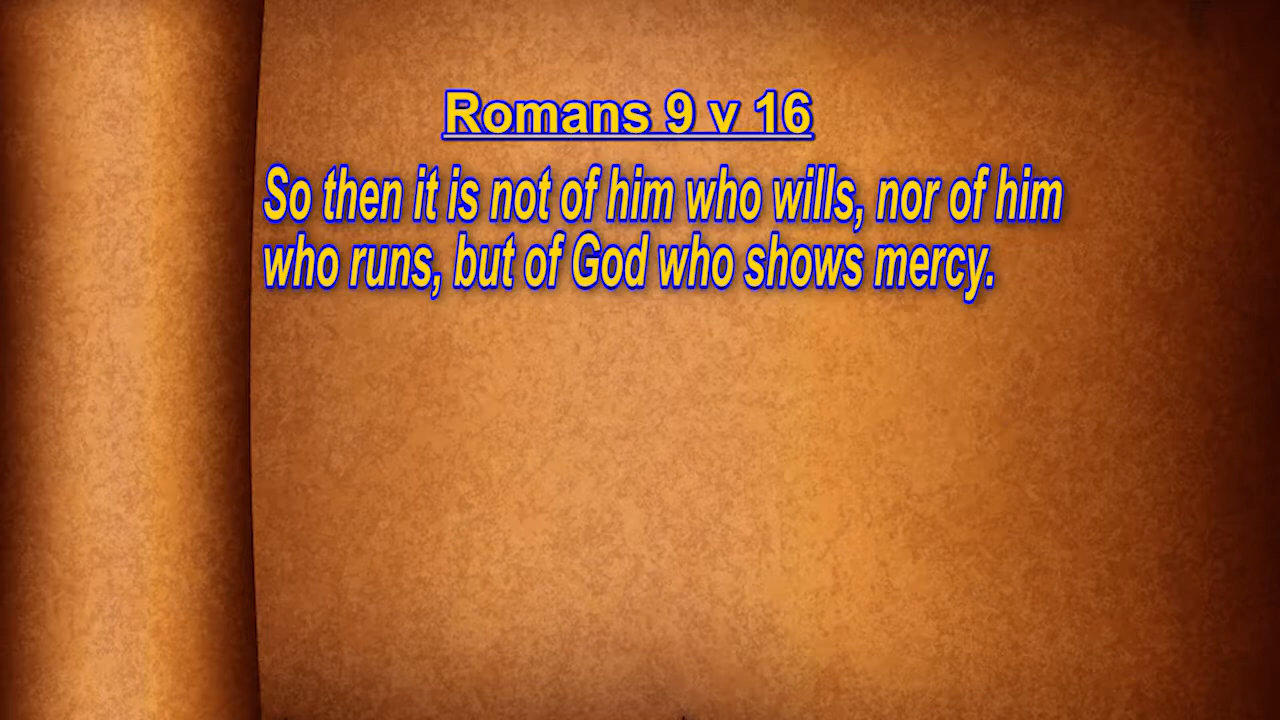 Romans 9 v 16
So then it is not of him who wills, nor of him
who runs, but of God who shows mercy.